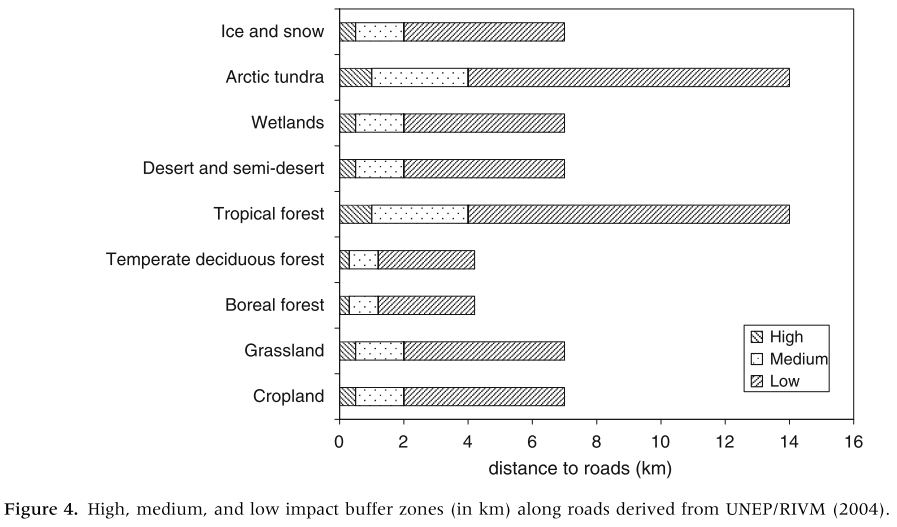 Ice and snow
Arctic tundra
Wetlands
Desert and semi-desert
Tropical forest
Temperate deciduous forest
Boreal forest
Grassland
Cropland
High
Medium
Low
0 2 4 6 8 10 12 14 16
distance to roads (km)
Figure 4. High, medium, and low impact buffer zones (in km) along roads derived from UNEP/RIVM (2004).